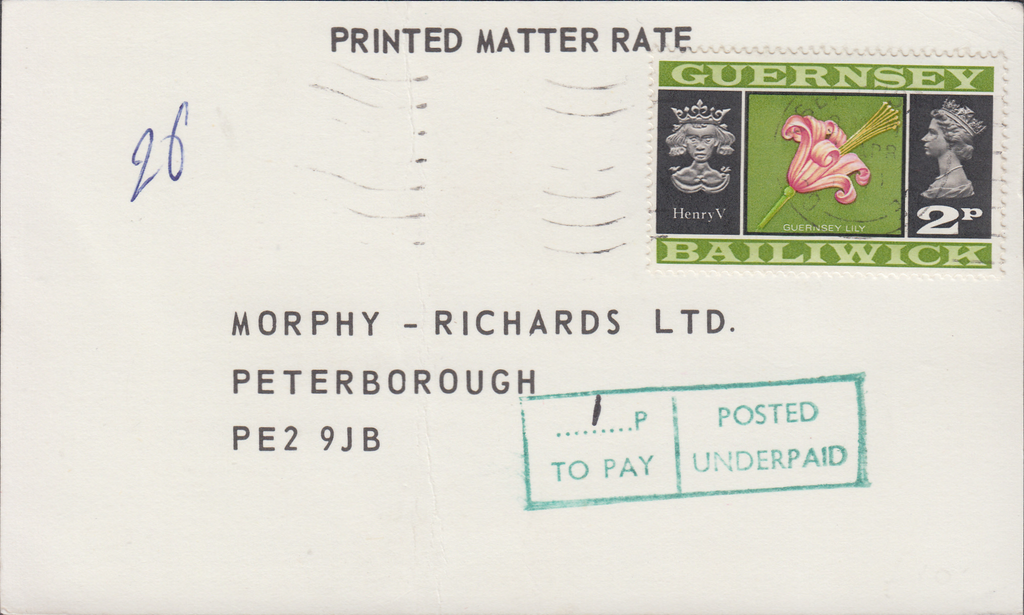 PRINTED MATTER RATE
GUERNSEY
26
Henry V
GUERNSEY LILY
2P
BAILIWICK
MORPHY - RICHARDS LTD.
PETERBOROUGH
PE2 9JB
1 .........P
TO PAY
POSTED
UNDERPAID